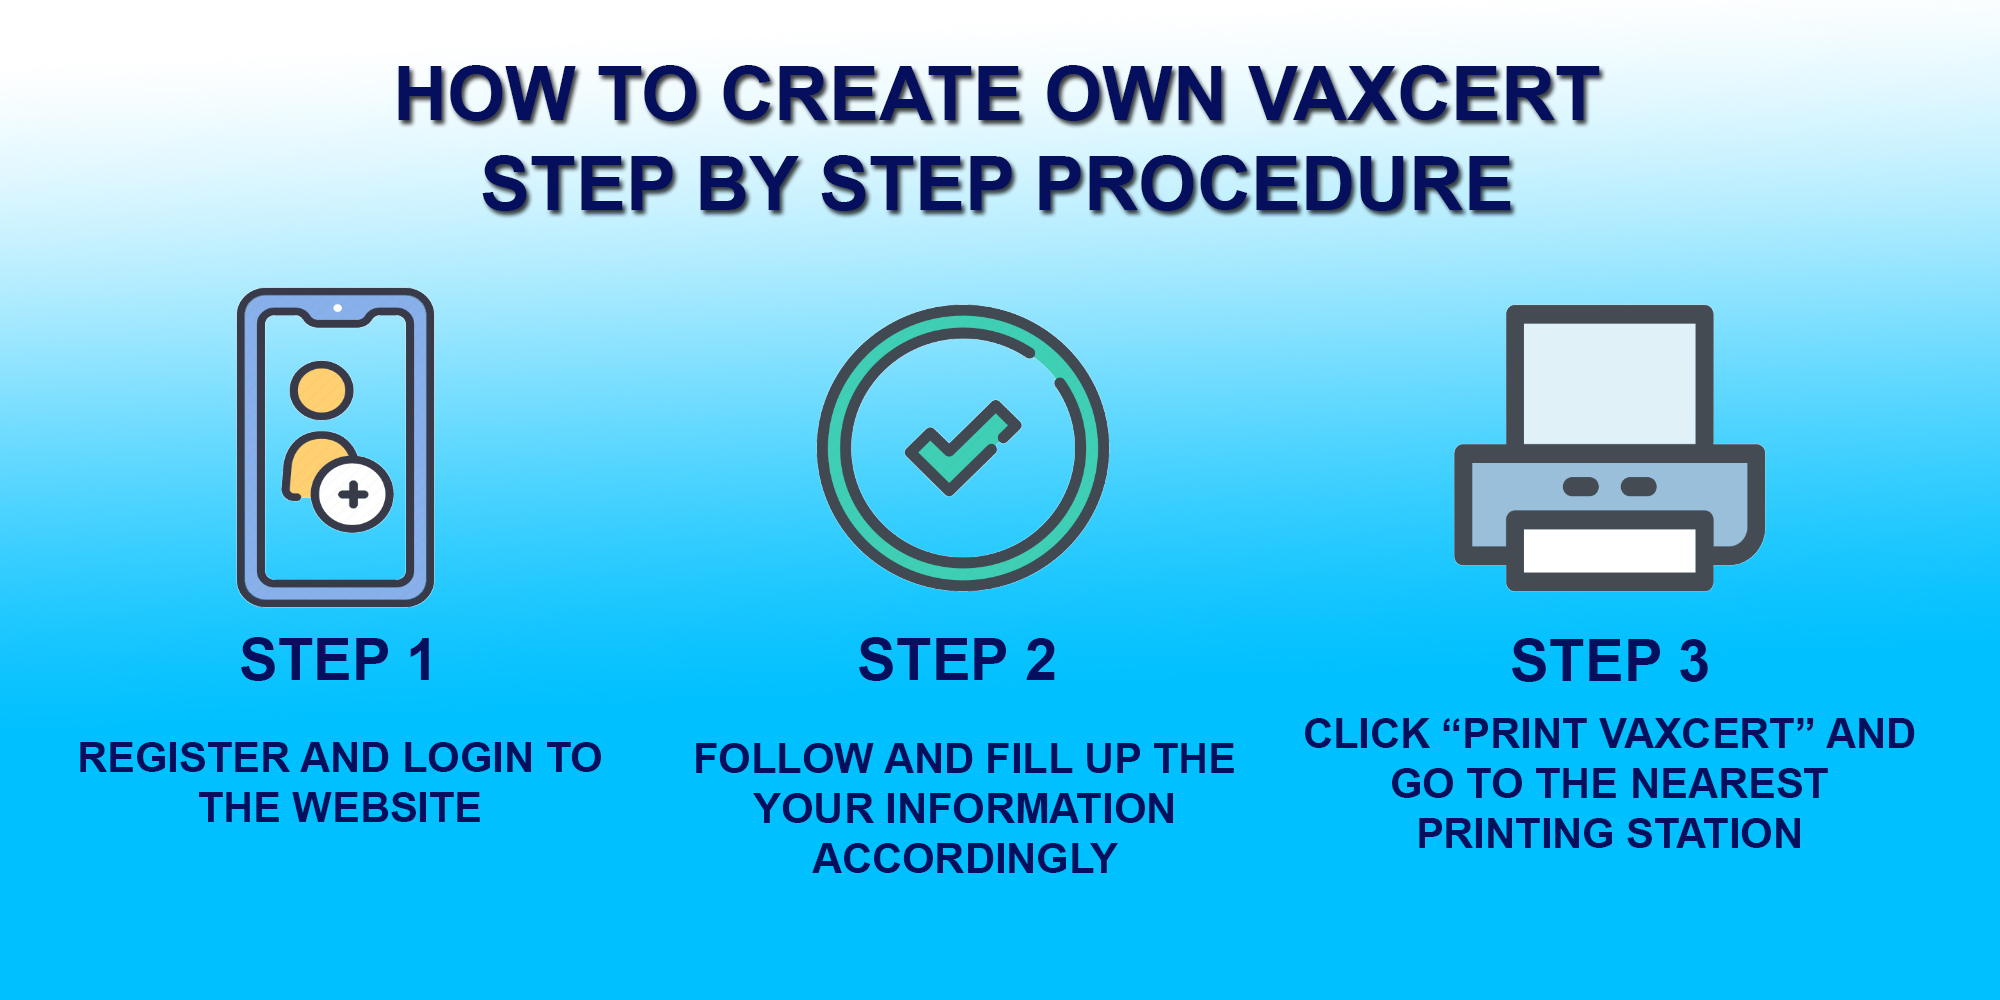 HOW TO CREATE OWN VAXCERT
STEP BY STEP PROCEDURE
STEP 1
REGISTER AND LOGIN TO
THE WEBSITE
STEP 2
FOLLOW AND FILL UP THE
YOUR INFORMATION
ACCORDINGLY
STEP 3
CLICK “PRINT VAXCERT” AND
GO TO THE NEAREST
PRINTING STATION